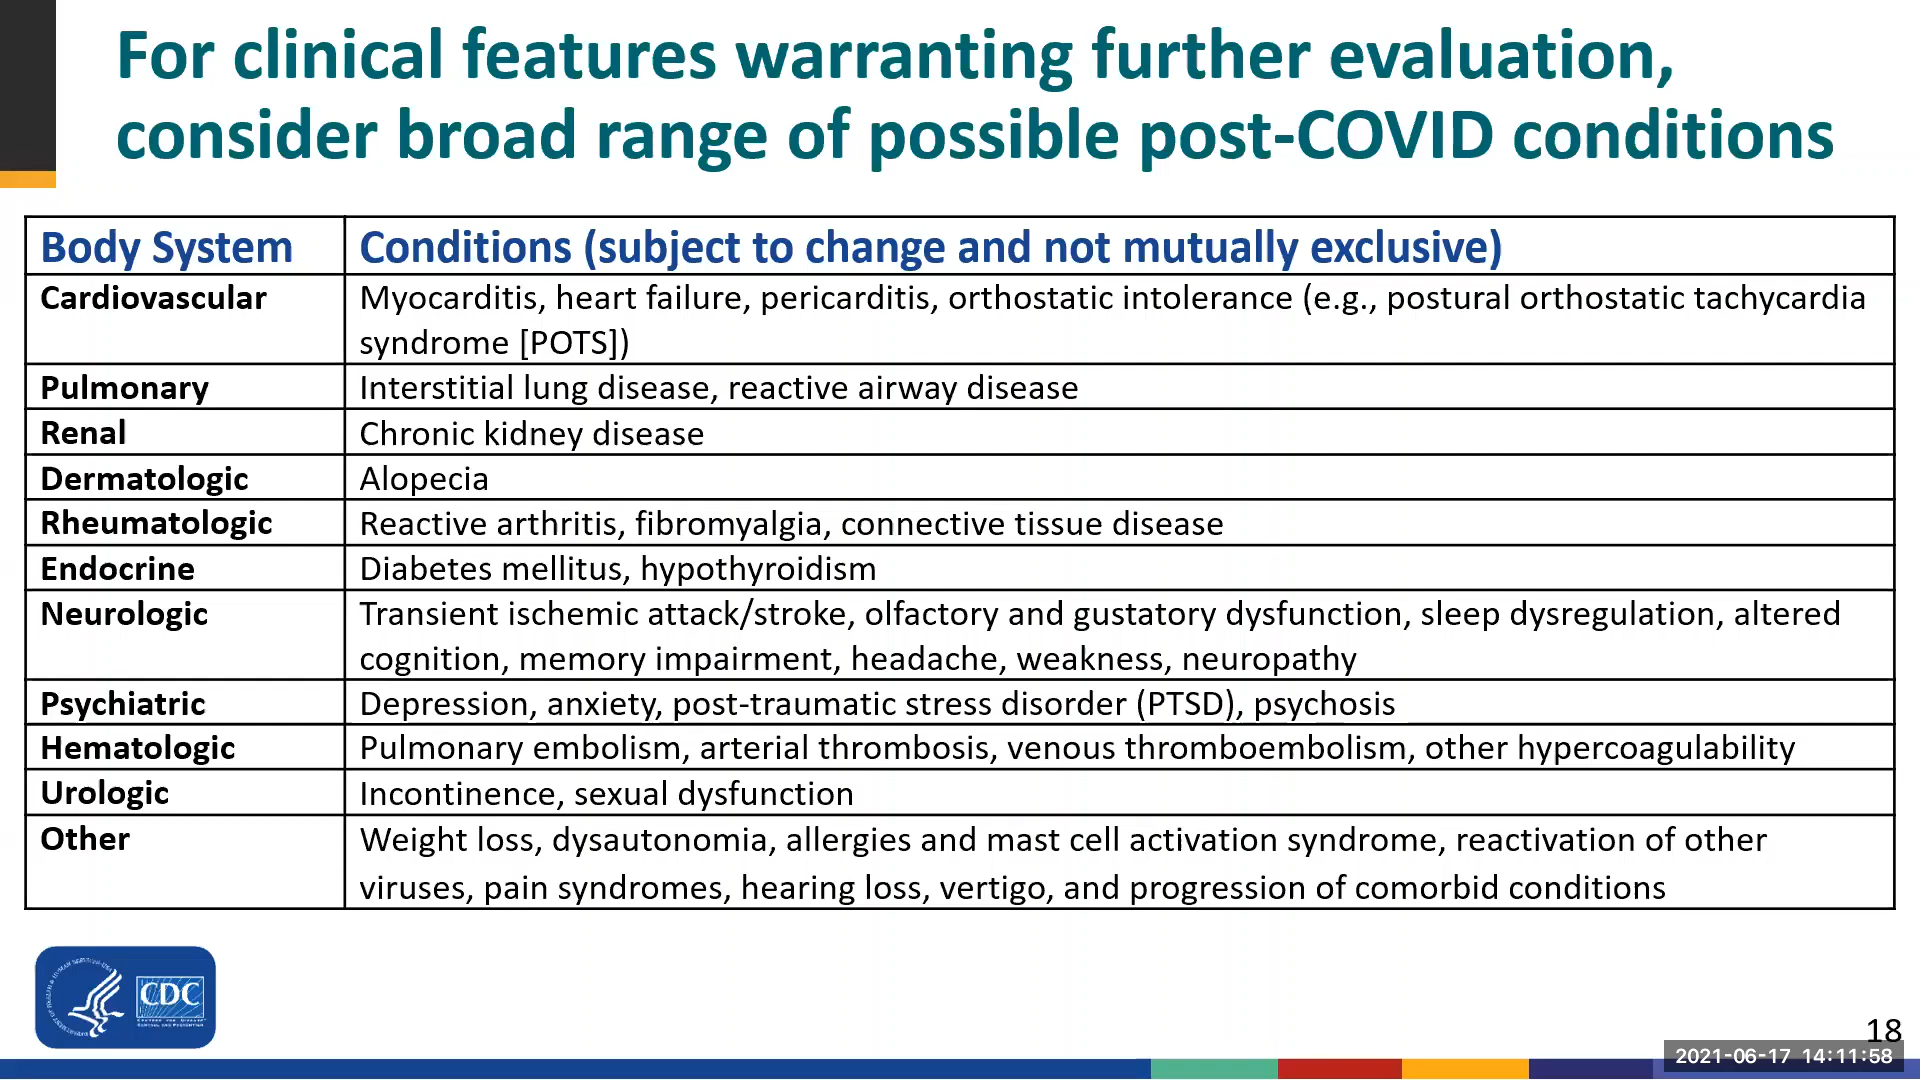 For clinical features warranting further evaluation,
consider broad range of possible post-COVID conditions
Body System
Conditions (subject to change and not mutually exclusive)
Cardiovascular
Myocarditis, heart failure, pericarditis, orthostatic intolerance (e.g., postural orthostatic tachycardia
syndrome [POTS])
Pulmonary
Interstitial lung disease, reactive airway disease
Renal
Chronic kidney disease
Dermatologic
Alopecia
Rheumatologic
Reactive arthritis, fibromyalgia, connective tissue disease
Endocrine
Diabetes mellitus, hypothyroidism
Neurologic
Transient ischemic attack/stroke, olfactory and gustatory dysfunction, sleep dysregulation, altered
cognition, memory impairment, headache, weakness, neuropathy
Psychiatric
Depression, anxiety, post-traumatic stress disorder (PTSD), psychosis
Hematologic
Pulmonary embolism, arterial thrombosis, venous thromboembolism, other hypercoagulability
Urologic
Incontinence, sexual dysfunction
Other
Weight loss, dysautonomia, allergies and mast cell activation syndrome, reactivation of other
viruses, pain syndromes, hearing loss, vertigo, and progression of comorbid conditions
CDC
18
2021-06-17 14:11:58